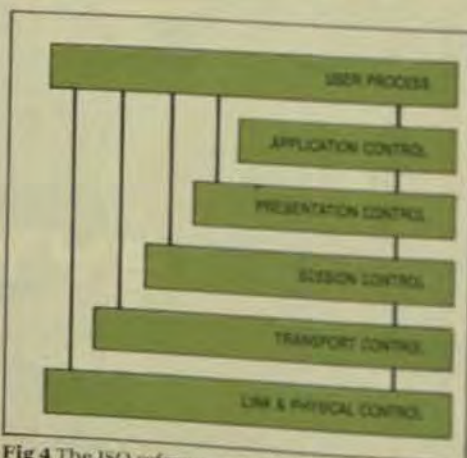 USER PROCESS
APPLICATION CONTROL
PRESENTATION CONTROL
SESSION CONTROL
TRANSPORT CONTROL
LINK & PHYSICAL CONTROL
Fig 4 The ISO